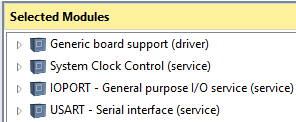 Selected Modules
Generic board support (driver)
System Clock Control (service)
IOPORT - General purpose I/O service (service)
USART - Serial interface (service)